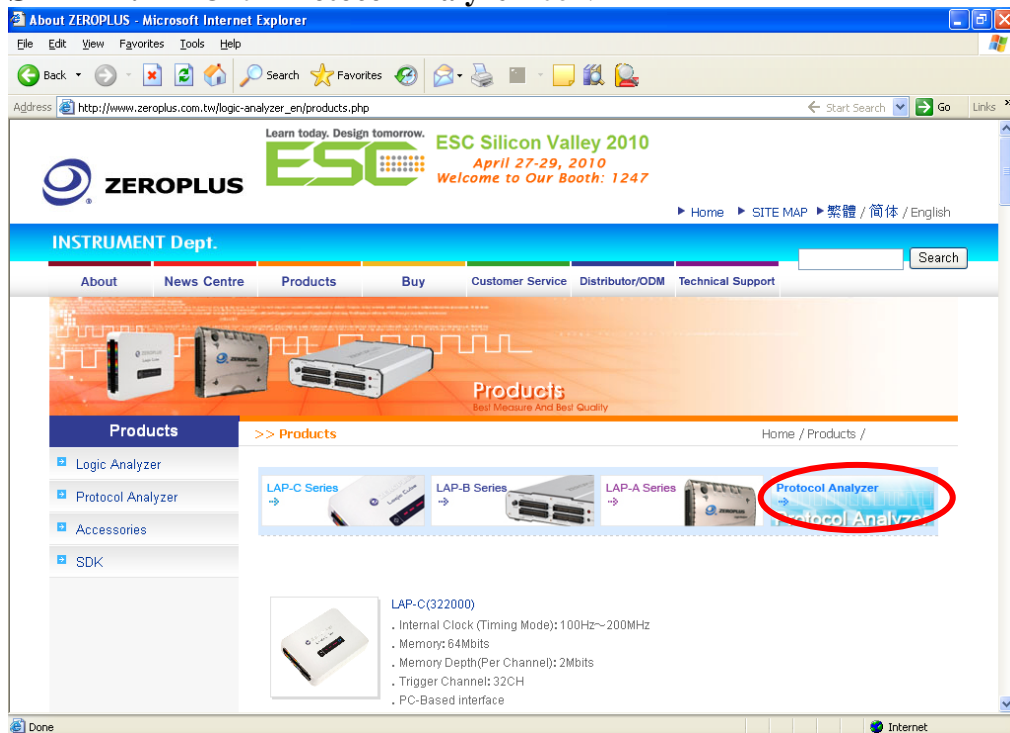 About ZEROPLUS - Microsoft Internet Explorer
File Edit View Favorites Tools Help
Back Search Favorites
Address http://www.zeroplus.com.tw/logic-analyzer_en/products.php Start Search Go Links
Learn today. Design tomorrow.
ESC
ESC Silicon Valley 2010
April 27-29, 2010
Welcome to Our Booth: 1247
ZEROPLUS
Home SITE MAP 繁體 / 简体 / English
INSTRUMENT Dept.
Search
About News Centre Products Buy Customer Service Distributor/ODM Technical Support
Products
Best Measure And Best Quality
Products
>> Products
Home / Products /
Logic Analyzer
Protocol Analyzer
Accessories
SDK
LAP-C Series
LAP-B Series
LAP-A Series
Protocol Analyzer
Protocol Analyzer
LAP-C(322000)
. Internal Clock (Timing Mode): 100Hz~200MHz
. Memory: 64Mbits
. Memory Depth(Per Channel): 2Mbits
. Trigger Channel: 32CH
. PC-Based interface
Done Internet